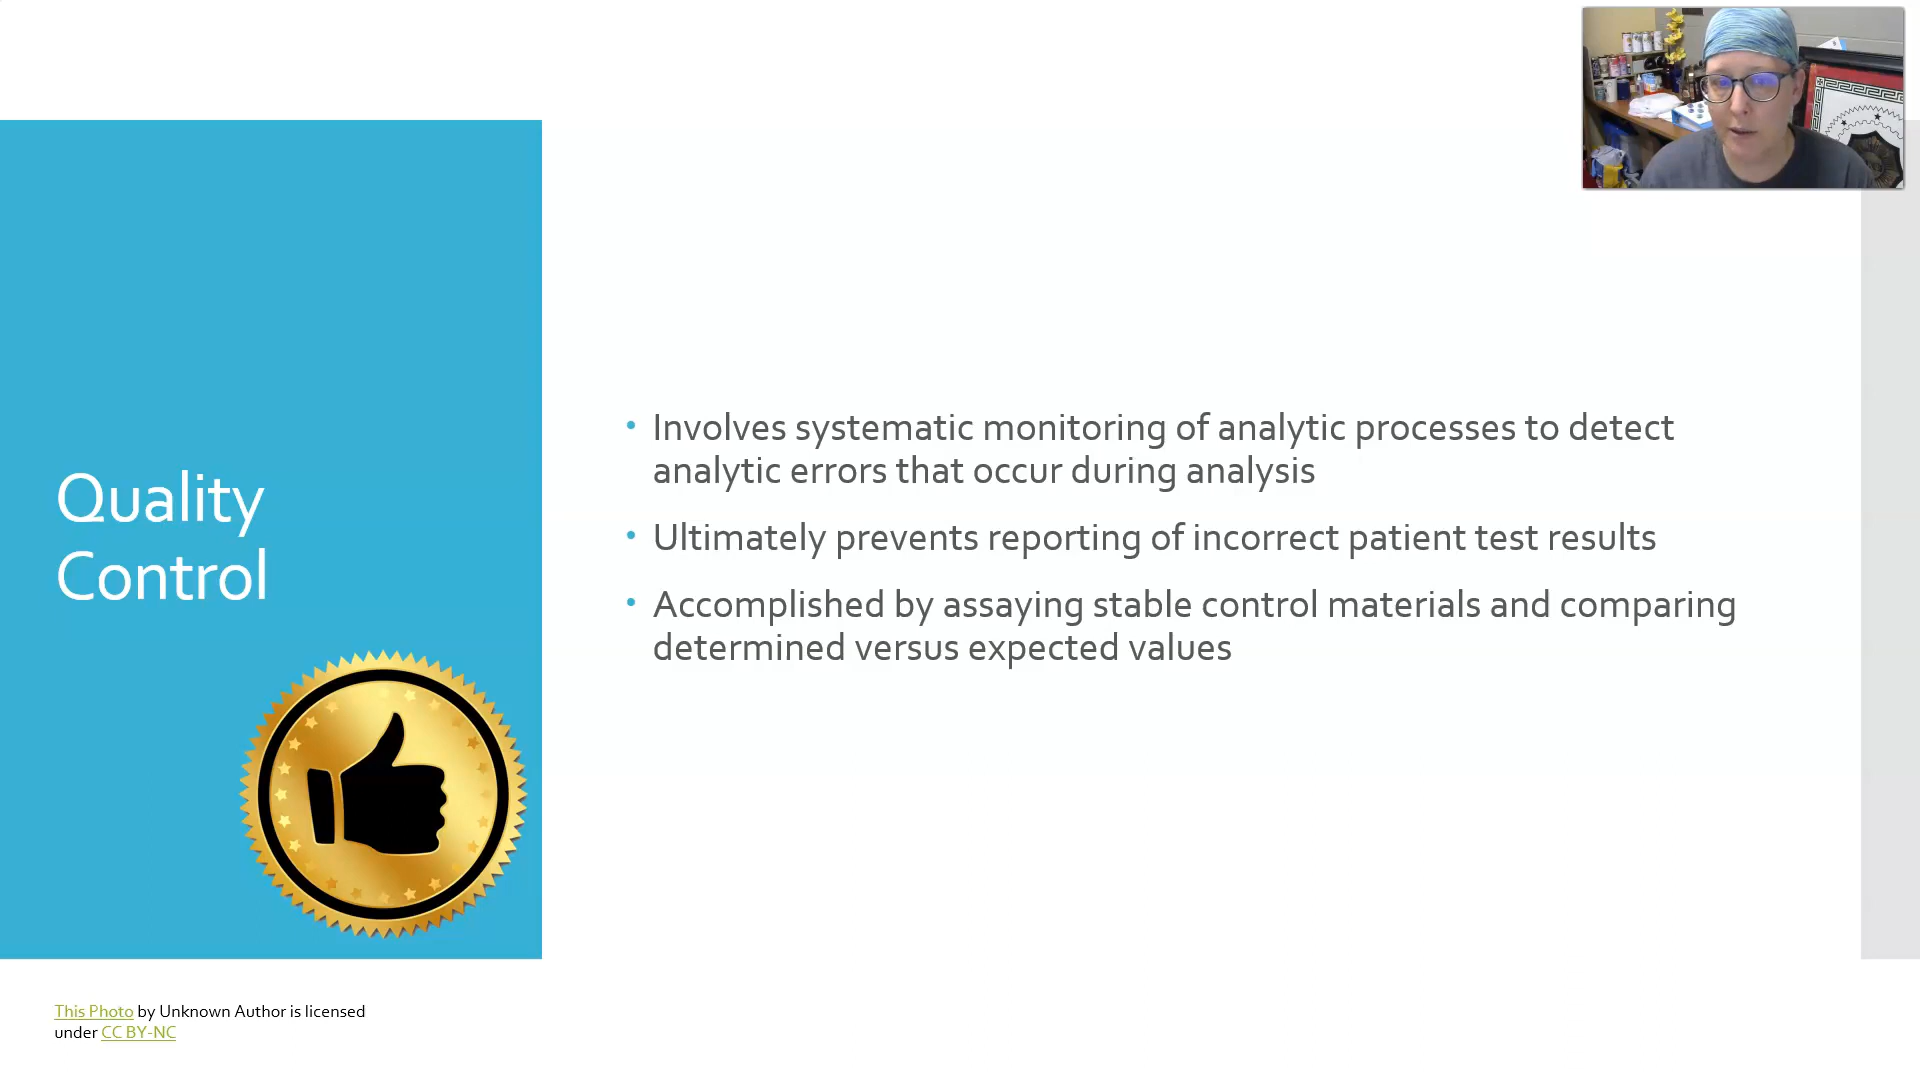 Quality
Control
• Involves systematic monitoring of analytic processes to detect
analytic errors that occur during analysis
• Ultimately prevents reporting of incorrect patient test results
• Accomplished by assaying stable control materials and comparing
determined versus expected values
This Photo by Unknown Author is licensed
under CC BY-NC